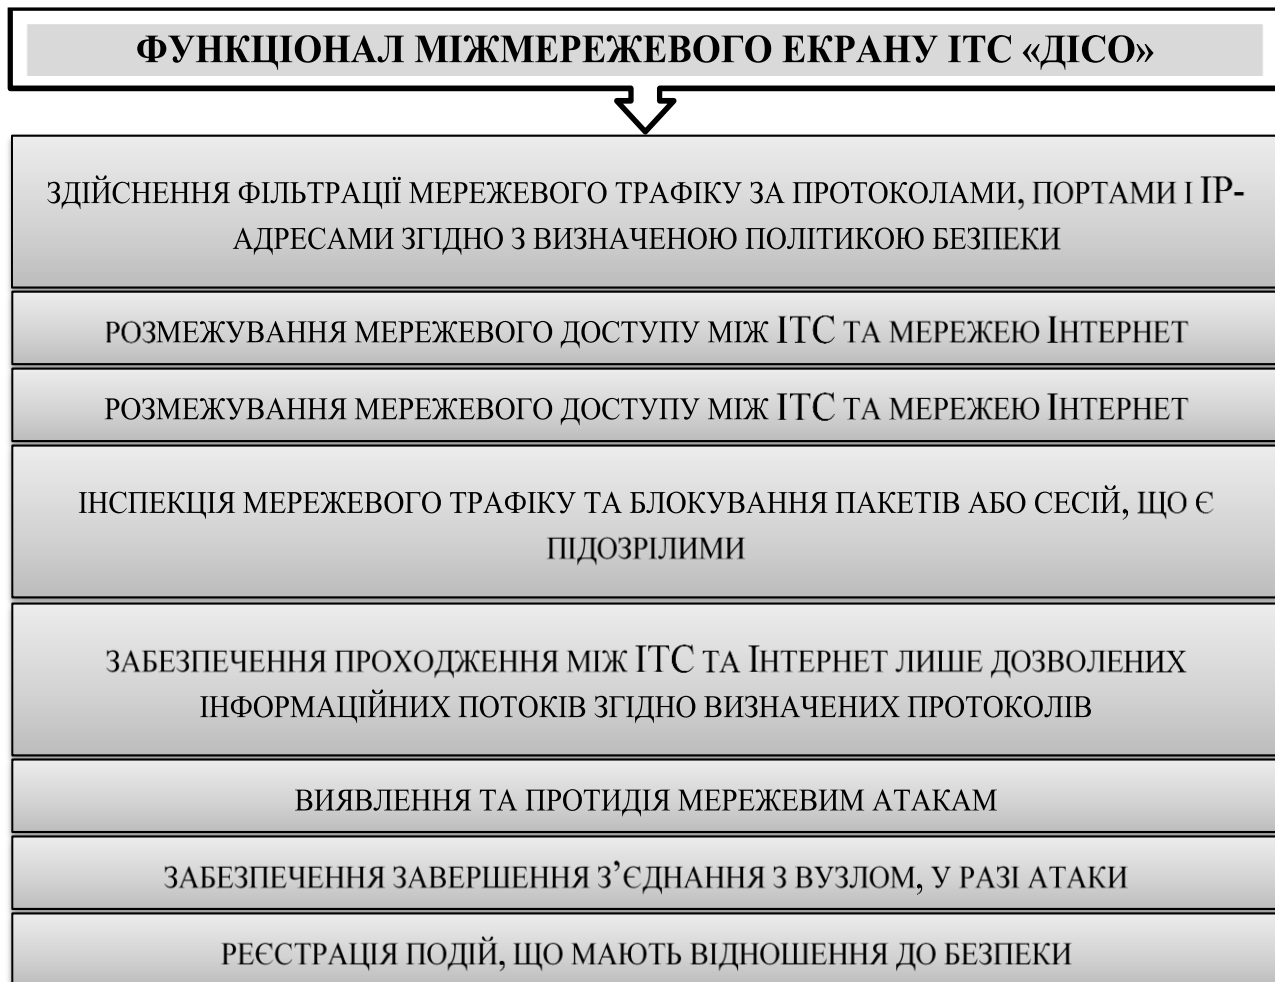 ФУНКЦІОНАЛ МІЖМЕРЕЖЕВОГО ЕКРАНУ ІТС «ДІСО»
ЗДІЙСНЕННЯ ФІЛЬТРАЦІЇ МЕРЕЖЕВОГО ТРАФІКУ ЗА ПРОТОКОЛАМИ, ПОРТАМИ І IP-
АДРЕСАМИ ЗГІДНО З ВИЗНАЧЕНОЮ ПОЛІТИКОЮ БЕЗПЕКИ
РОЗМЕЖУВАННЯ МЕРЕЖЕВОГО ДОСТУПУ МІЖ ІТС ТА МЕРЕЖЕЮ ІНТЕРНЕТ
РОЗМЕЖУВАННЯ МЕРЕЖЕВОГО ДОСТУПУ МІЖ ІТС ТА МЕРЕЖЕЮ ІНТЕРНЕТ
ІНСПЕКЦІЯ МЕРЕЖЕВОГО ТРАФІКУ ТА БЛОКУВАННЯ ПАКЕТІВ АБО СЕСІЙ, ЩО Є
ПІДОЗРІЛИМИ
ЗАБЕЗПЕЧЕННЯ ПРОХОДЖЕННЯ МІЖ ІТС ТА ІНТЕРНЕТ ЛИШЕ ДОЗВОЛЕНИХ
ІНФОРМАЦІЙНИХ ПОТОКІВ ЗГІДНО ВИЗНАЧЕНИХ ПРОТОКОЛІВ
ВИЯВЛЕННЯ ТА ПРОТИДІЯ МЕРЕЖЕВИМ АТАКАМ
ЗАБЕЗПЕЧЕННЯ ЗАВЕРШЕННЯ З’ЄДНАННЯ З ВУЗЛОМ, У РАЗІ АТАКИ
РЕЄСТРАЦІЯ ПОДІЙ, ЩО МАЮТЬ ВІДНОШЕННЯ ДО БЕЗПЕКИ